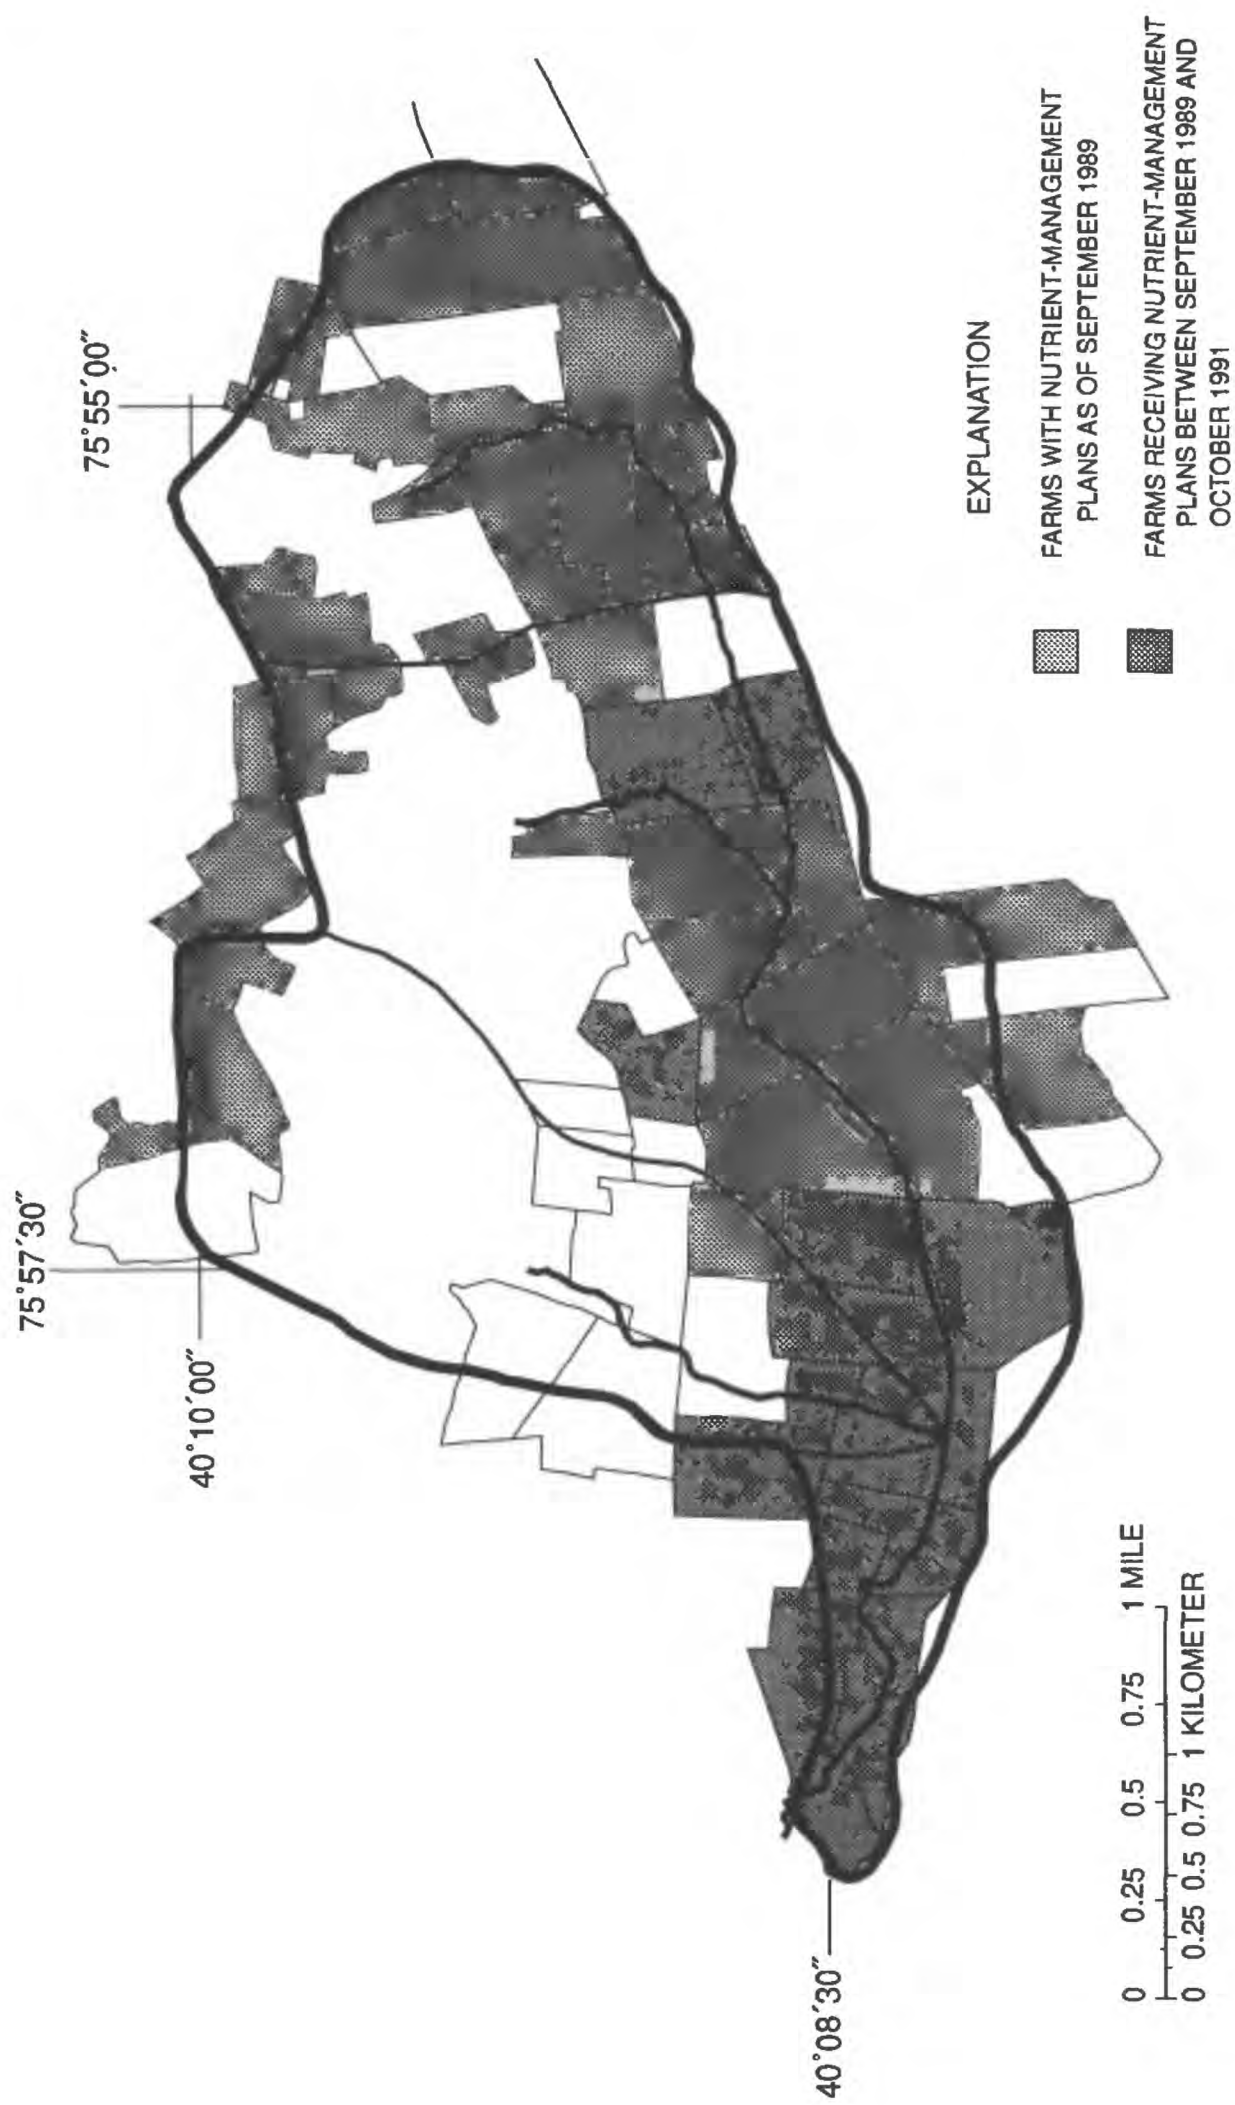 75°57′30″
75°55′00″
40°10′00″
40°08′30″
EXPLANATION
FARMS WITH NUTRIENT-MANAGEMENT
PLANS AS OF SEPTEMBER 1989
FARMS RECEIVING NUTRIENT-MANAGEMENT
PLANS BETWEEN SEPTEMBER 1989 AND
OCTOBER 1991
0 0.25 0.5 0.75 1 MILE
0 0.25 0.5 0.75 1 KILOMETER